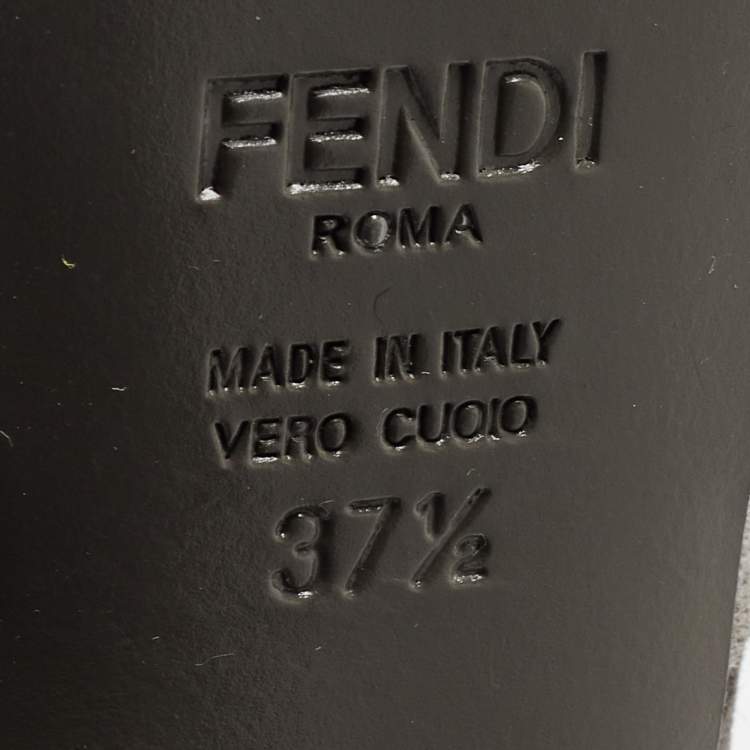 FENDI
ROMA
MADE IN ITALY
VERO CUOIO
37½